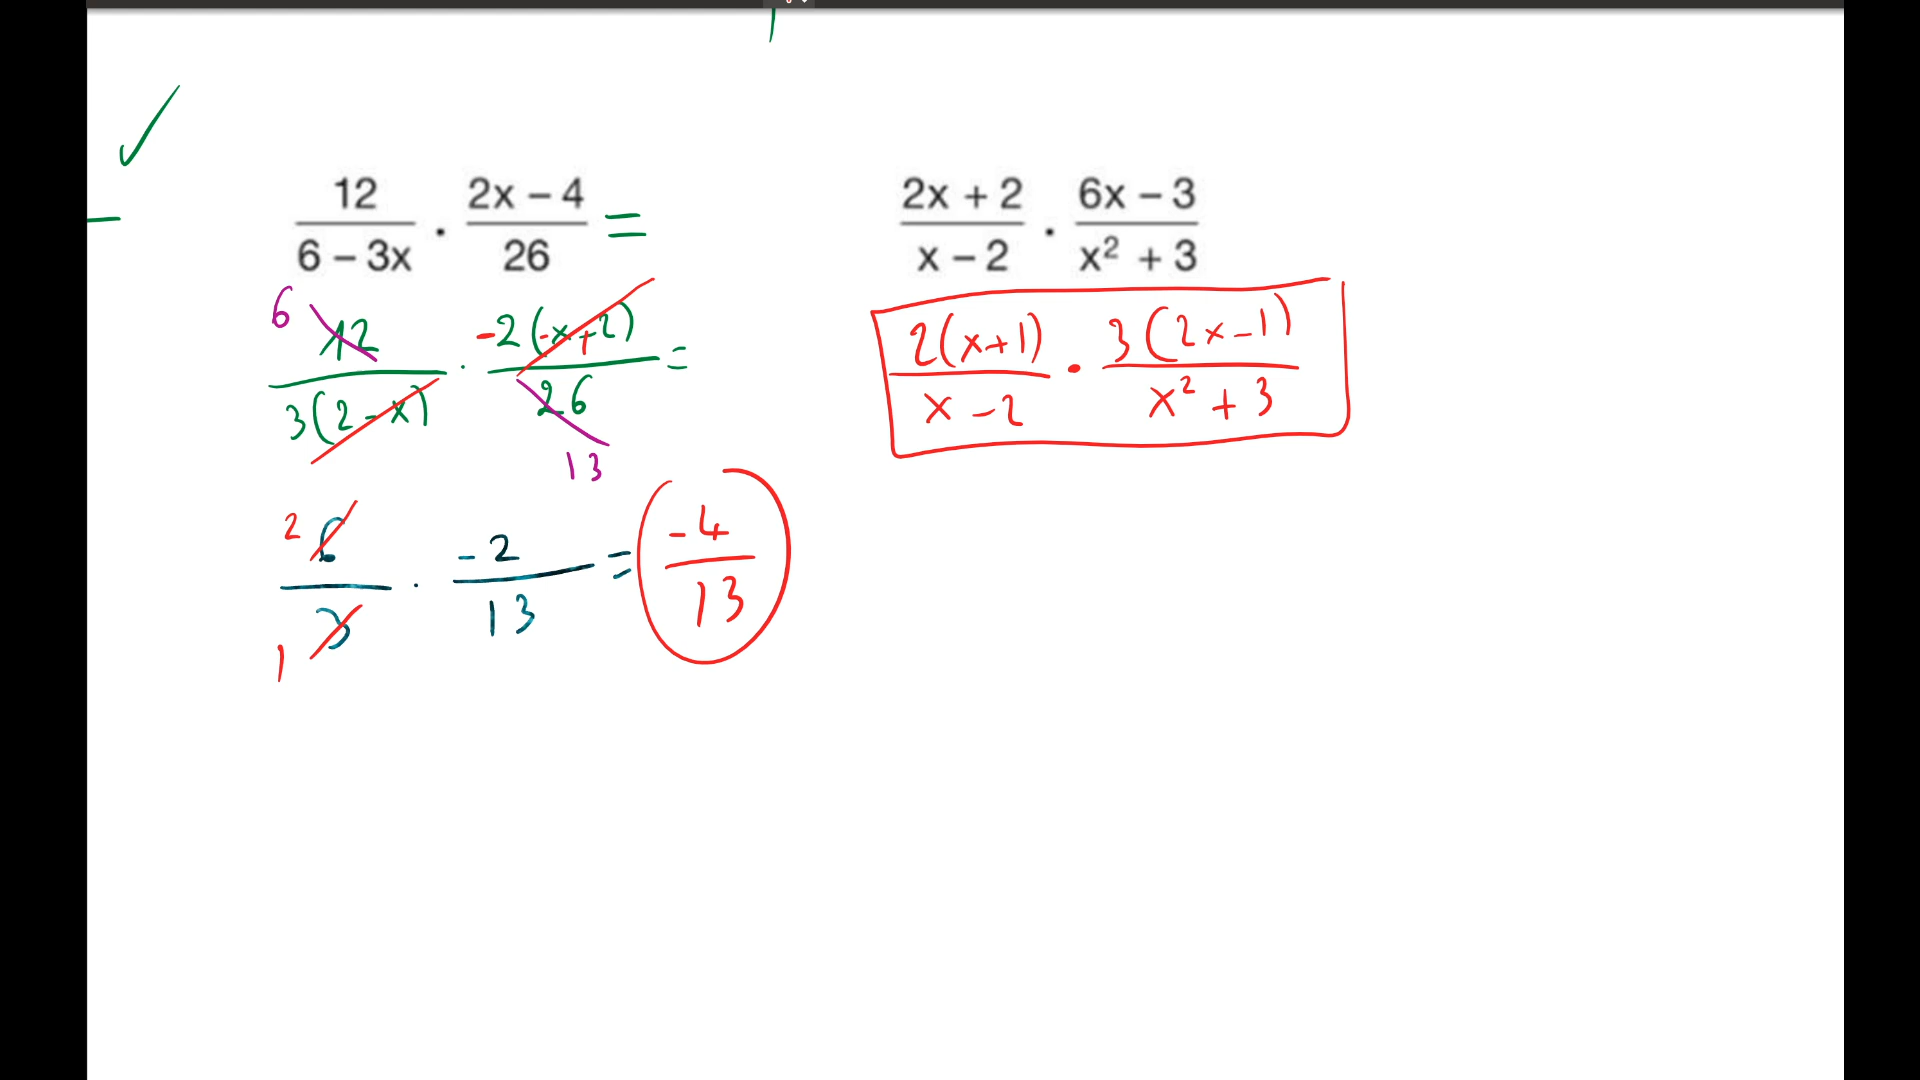 12/(6 – 3x) · (2x – 4)/26 =
6 12/3(2-x) · -2(-x+2)/26 13 =
2 6/3 1 · -2/13 = -4/13
(2x + 2)/(x – 2) · (6x – 3)/(x² + 3)
2(x+1)/(x-2) · 3(2x-1)/(x²+3)